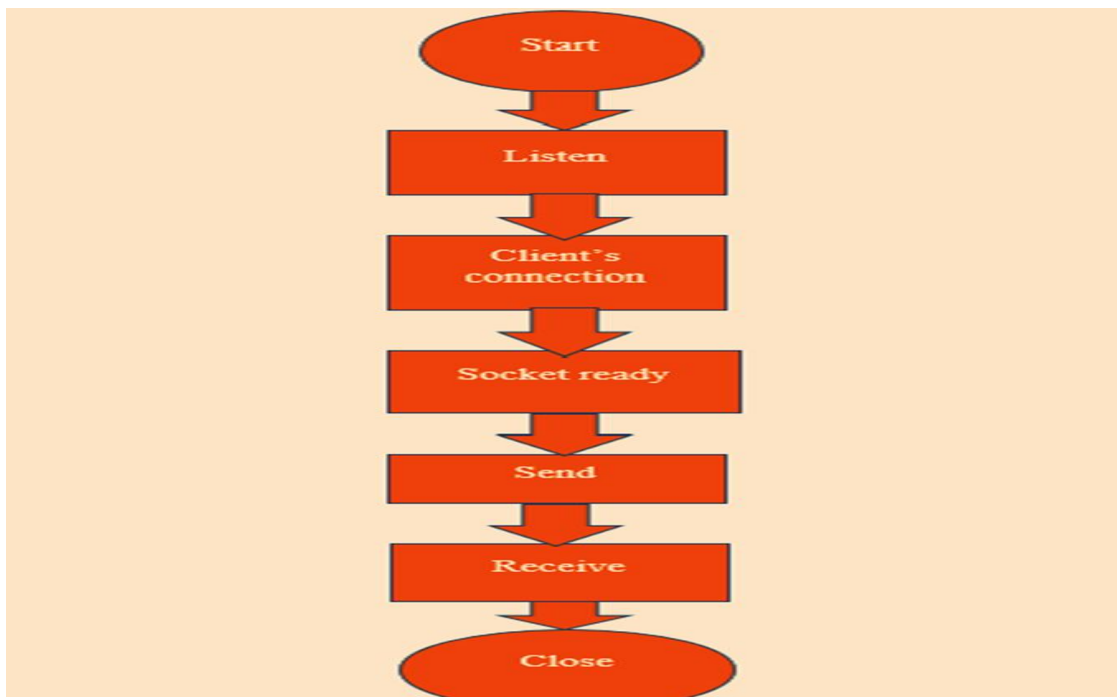 Start
Listen
Client's
connection
Socket ready
Send
Receive
Close